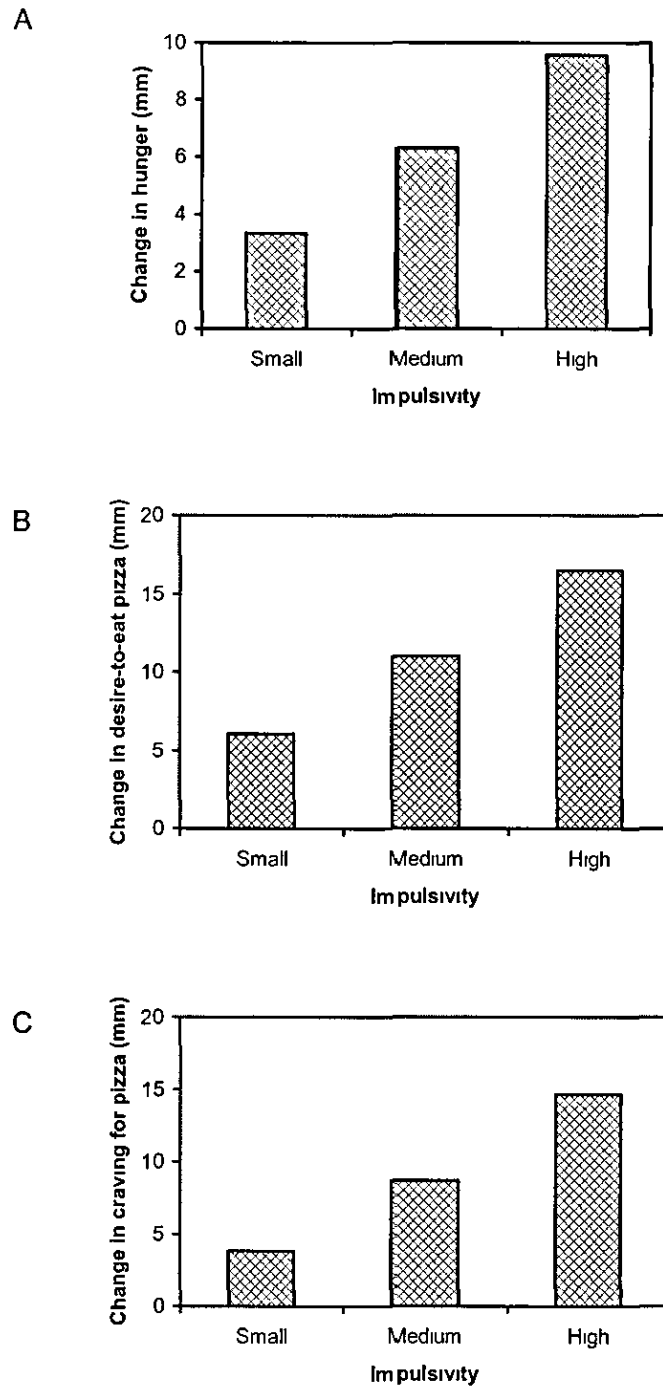 A
Change in hunger (mm)
10
8
6
4
2
0
Small Medium High
Impulsivity
B
Change in desire-to-eat pizza (mm)
20
15
10
5
0
Small Medium High
Impulsivity
C
Change in craving for pizza (mm)
20
15
10
5
0
Small Medium High
Impulsivity